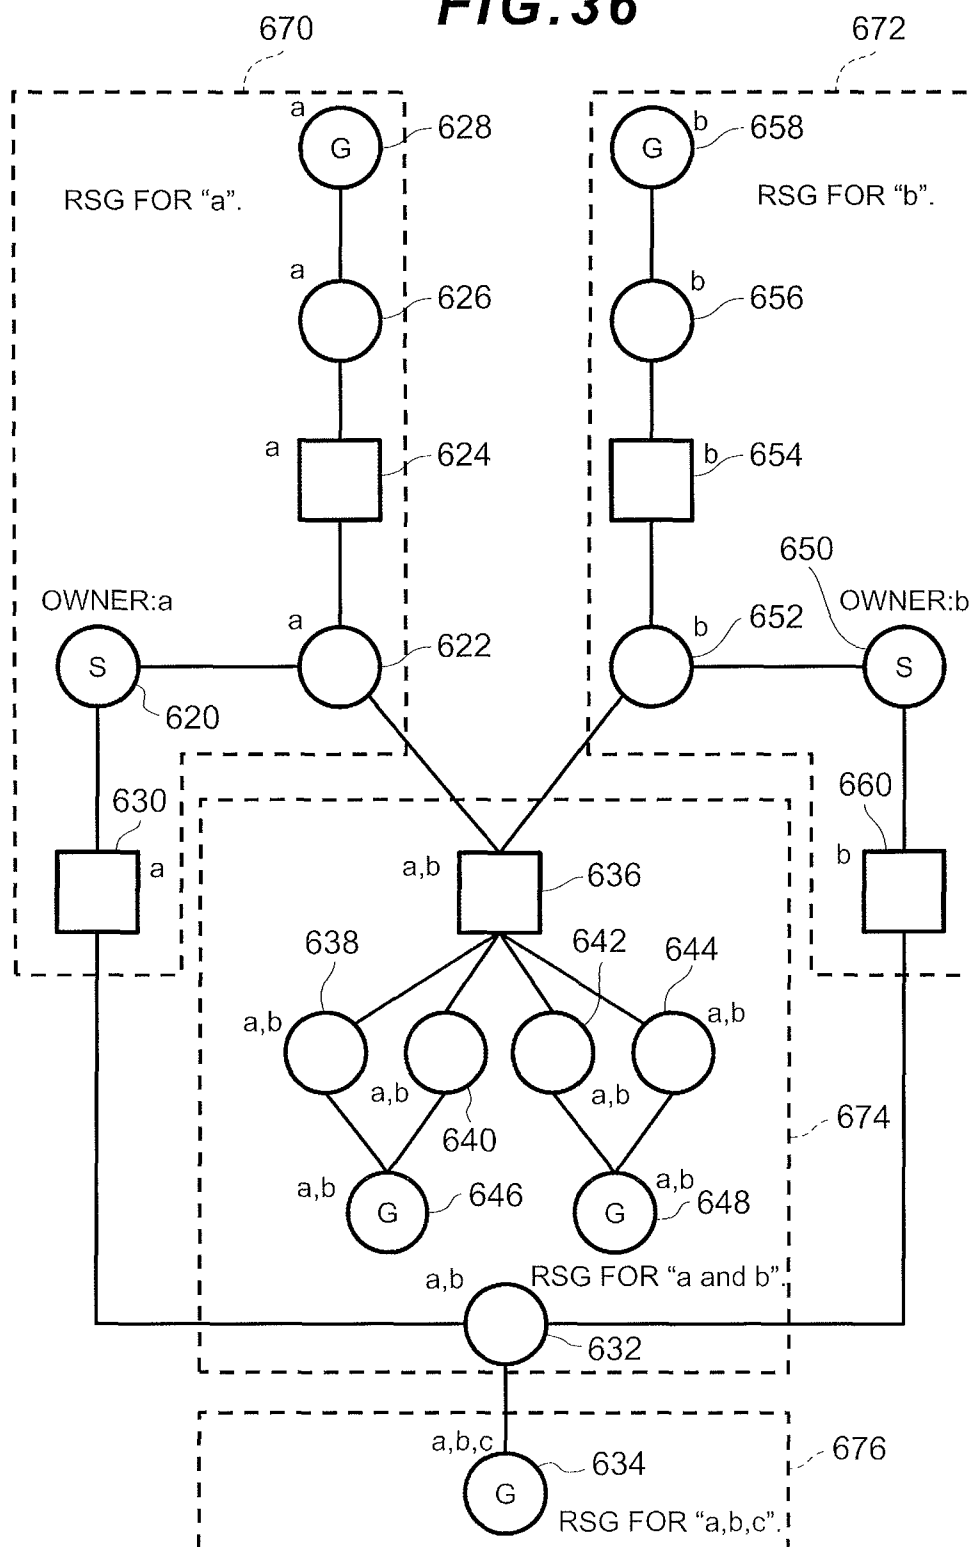 FIG.36
670
672
a
628
b
658
G
G
RSG FOR “a”.
RSG FOR “b”.
a
626
b
656
a
624
b
654
650
OWNER:a
a
622
b
652
OWNER:b
S
S
620
630
660
a
a,b
636
b
638
642
644
a,b
a,b
a,b
a,b
640
674
a,b
646
a,b
648
G
G
a,b
RSG FOR “a and b”.
632
a,b,c
634
676
G
RSG FOR “a,b,c”.